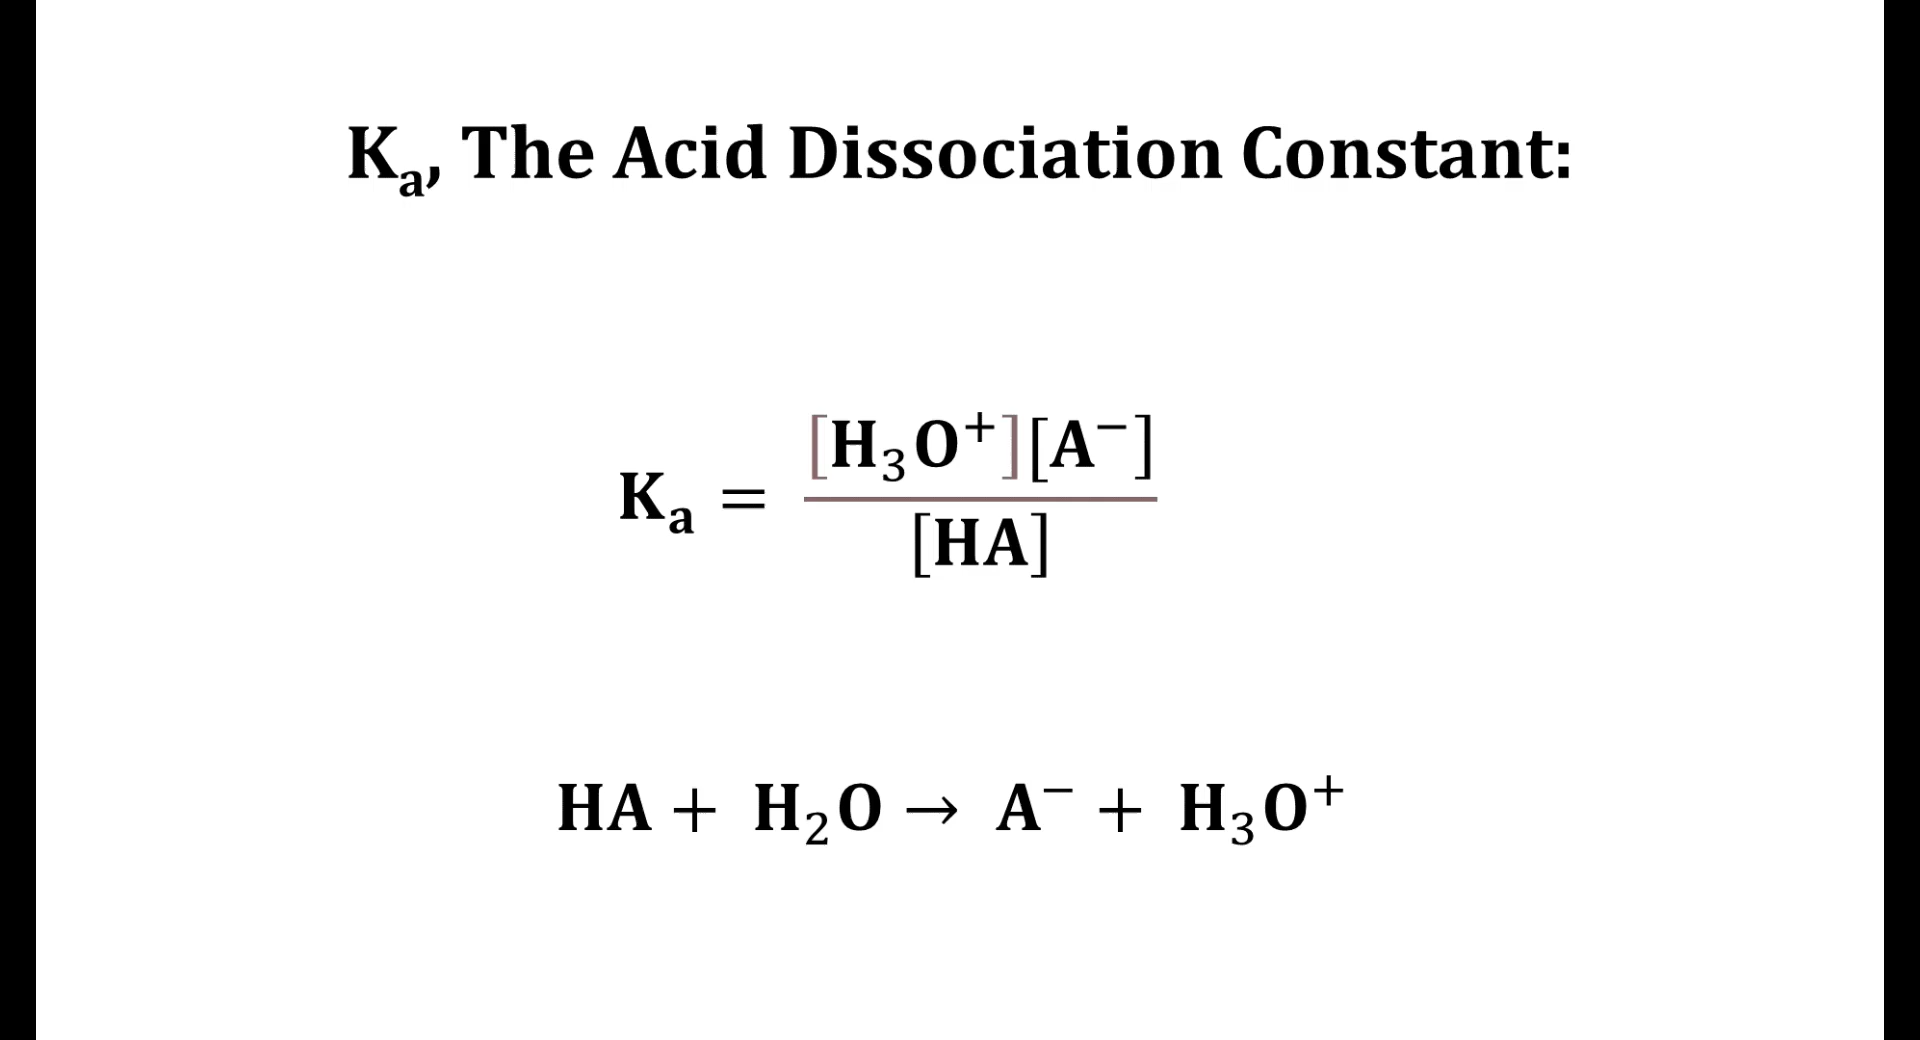 Kₐ, The Acid Dissociation Constant:
Kₐ = [H₃O⁺][A⁻] / [HA]
HA + H₂O → A⁻ + H₃O⁺